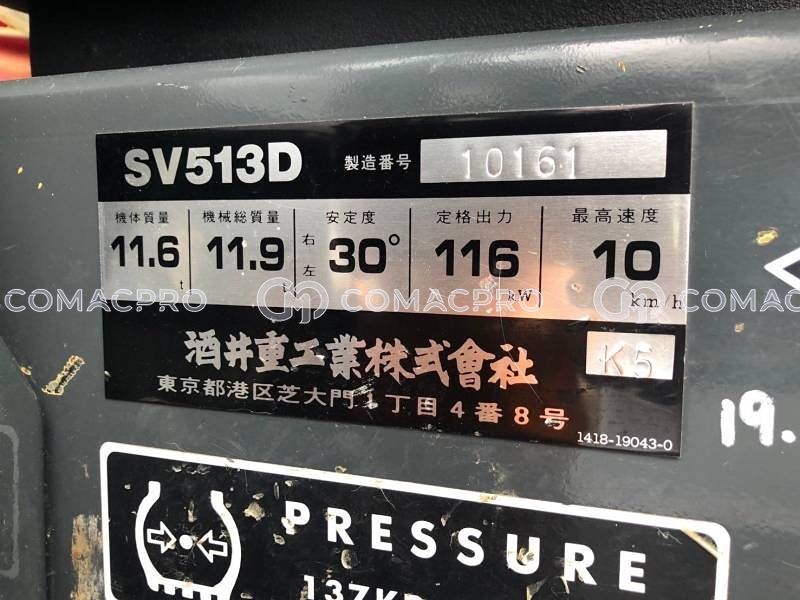 SV513D 製造番号 10161
機体質量 機械総質量 安定度 定格出力 最高速度
11.6 t 11.9 t 右 左 30° 116 kW 10 km/h
COMACPRO COMACPRO COMACPRO
酒井重工業株式會社 K5
東京都港区芝大門1丁目4番8号
1418-19043-0
19.
PRESSURE